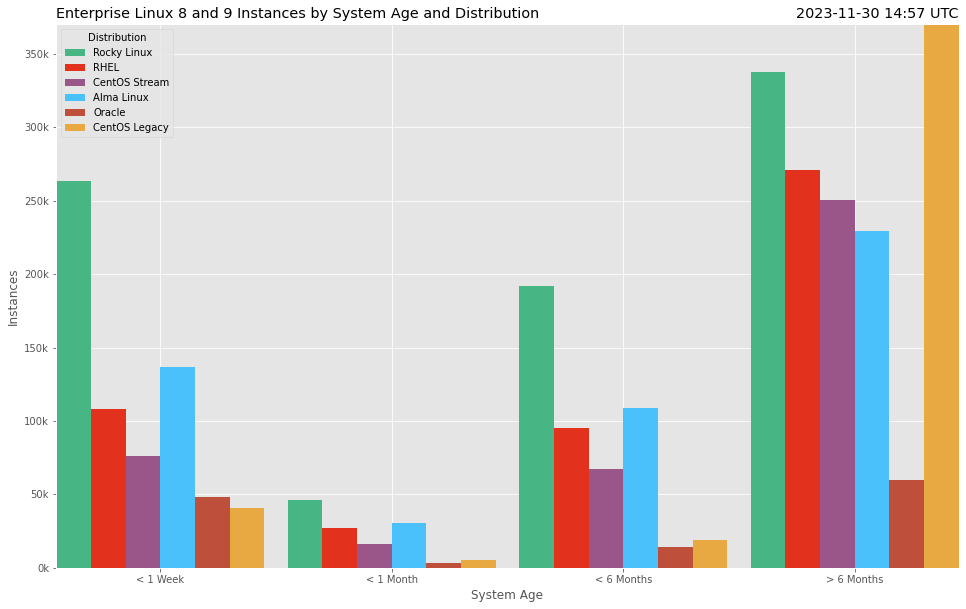 Enterprise Linux 8 and 9 Instances by System Age and Distribution
2023-11-30 14:57 UTC
Distribution
Rocky Linux
RHEL
CentOS Stream
Alma Linux
Oracle
CentOS Legacy
350k
300k
250k
200k
150k
100k
50k
0k
Instances
< 1 Week
< 1 Month
< 6 Months
> 6 Months
System Age